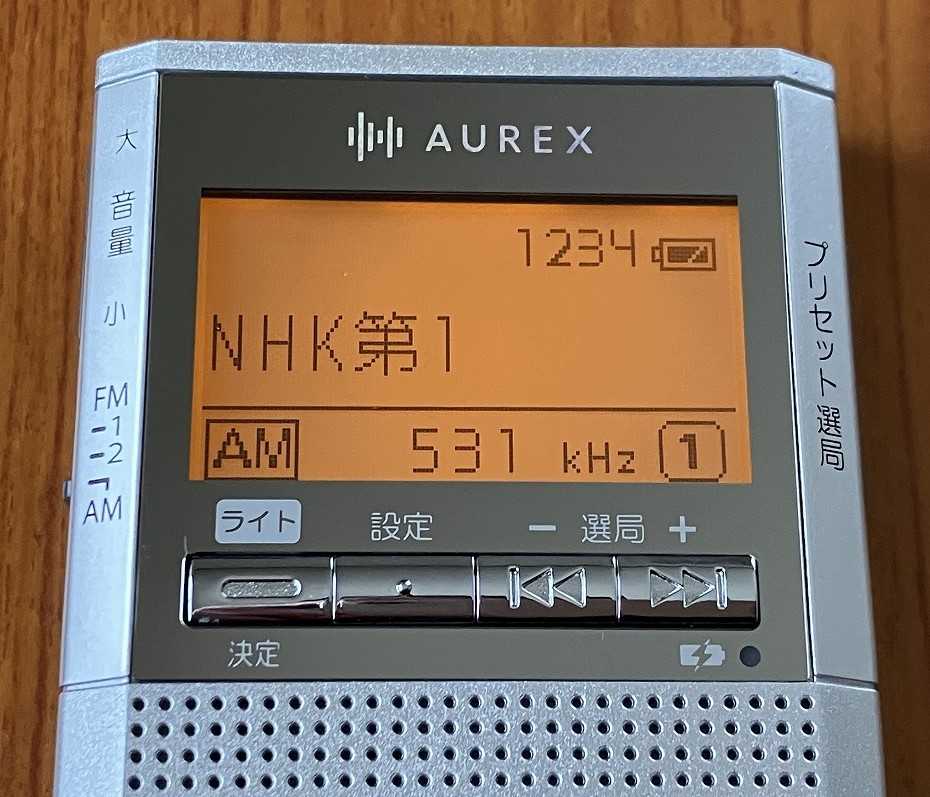 AUREX
大
音量
小
FM
1
2
AM
1234
NHK第1
AM 531 kHz 1
プリセット選局
ライト 設定 − 選局 +
決定